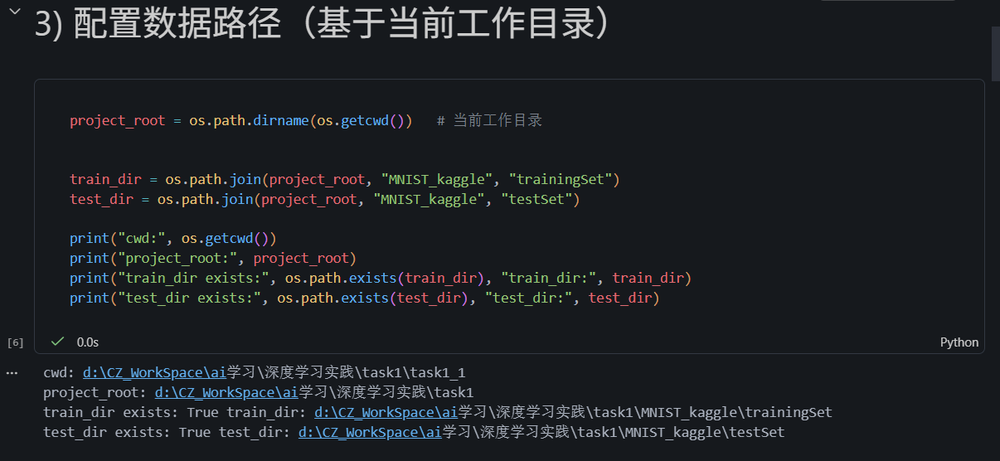 3) 配置数据路径（基于当前工作目录）
project_root = os.path.dirname(os.getcwd())   # 当前工作目录
train_dir = os.path.join(project_root, "MNIST_kaggle", "trainingSet")
test_dir = os.path.join(project_root, "MNIST_kaggle", "testSet")
print("cwd:", os.getcwd())
print("project_root:", project_root)
print("train_dir exists:", os.path.exists(train_dir), "train_dir:", train_dir)
print("test_dir exists:", os.path.exists(test_dir), "test_dir:", test_dir)
[6] 0.0s Python
cwd: d:\CZ_WorkSpace\ai学习\深度学习实践\task1\task1_1
project_root: d:\CZ_WorkSpace\ai学习\深度学习实践\task1
train_dir exists: True train_dir: d:\CZ_WorkSpace\ai学习\深度学习实践\task1\MNIST_kaggle\trainingSet
test_dir exists: True test_dir: d:\CZ_WorkSpace\ai学习\深度学习实践\task1\MNIST_kaggle\testSet